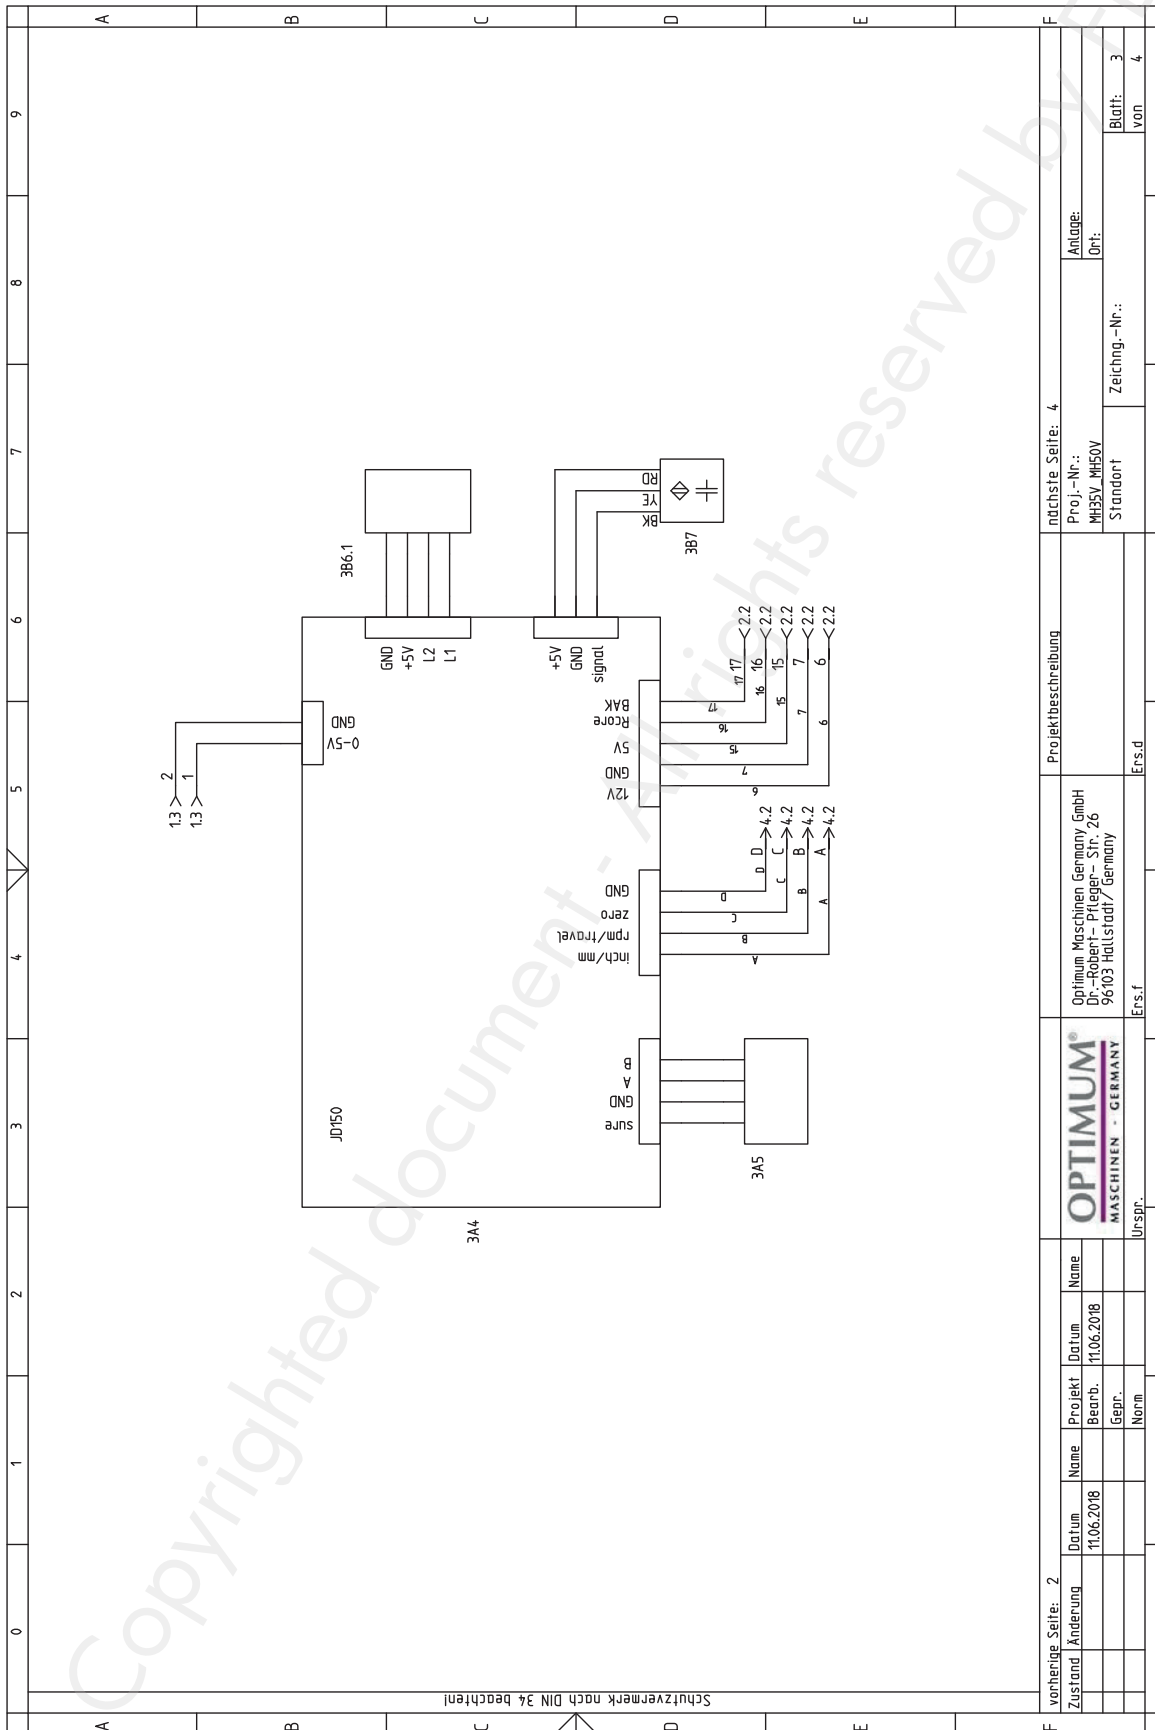 0 1 2 3 4 5 6 7 8 9
A
B
C
D
E
F
A
B
C
D
E
F
Schutzvermerk nach DIN 34 beachten!
Copyrighted document - All rights reserved by
1.3 2
1.3 1
GND
0-5V
JD150
3A4
3B6.1
GND
+5V
L2
L1
+5V
GND
signal
BK
YE
RD
3B7
sure
GND
A
B
3A5
inch/mm
rpm/travel
zero
GND
A
B
C
D
D D 4.2
C C 4.2
B B 4.2
A A 4.2
12V
GND
5V
Rcore
BAK
6
7
15
16
17
17 17 2.2
16 16 2.2
15 15 2.2
7 7 2.2
6 6 2.2
vorherige Seite: 2
Zustand Änderung Datum Name Projekt Datum Name
11.06.2018 Bearb. 11.06.2018
Gepr.
Norm
Urspr.
OPTIMUM®
MASCHINEN - GERMANY
Optimum Maschinen Germany GmbH
Dr.-Robert- Pfleger- Str. 26
96103 Hallstadt/ Germany
Ers.f
Ers.d
Projektbeschreibung
nächste Seite: 4
Proj.-Nr.:
MH35V_MH50V
Standort
Anlage:
Ort:
Zeichng.-Nr.:
Blatt: 3
von 4